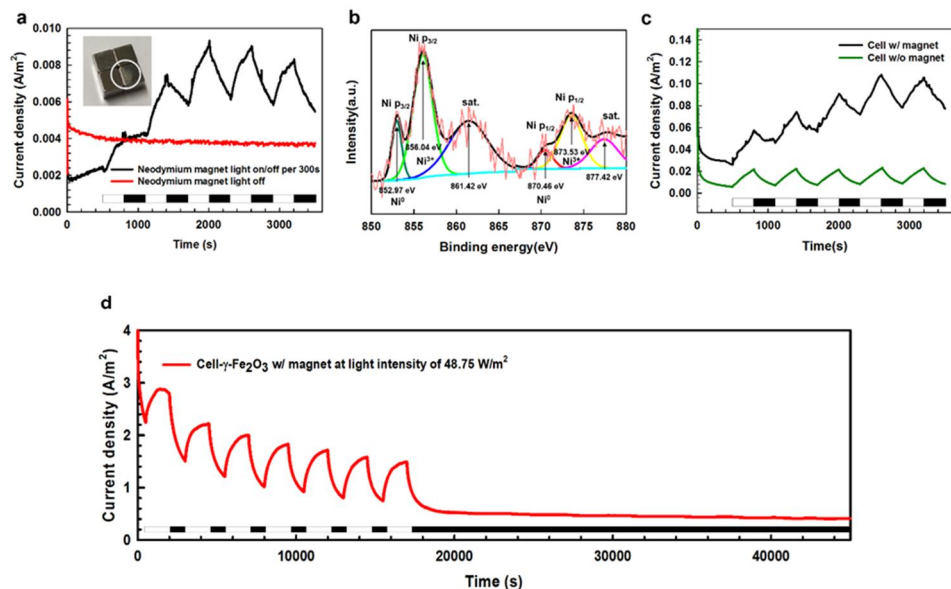 a
0.010
0.008
0.006
0.004
0.002
0.000
Current density (A/m²)
Neodymium magnet light on/off per 300s
Neodymium magnet light off
0
1000
2000
3000
Time (s)
b
Intensity(a.u.)
Ni p3/2
Ni p3/2
sat.
Ni p1/2
Ni p1/2
sat.
856.04 eV
Ni3+
852.97 eV
Ni0
861.42 eV
873.53 eV
Ni3+
870.46 eV
Ni0
877.42 eV
850
855
860
865
870
875
880
Binding energy(eV)
c
0.14
0.12
0.10
0.08
0.06
0.04
0.02
0.00
Current density (A/m²)
Cell w/ magnet
Cell w/o magnet
0
1000
2000
3000
Time(s)
d
4
3
2
1
0
Current density (A/m²)
Cell-γ-Fe2O3 w/ magnet at light intensity of 48.75 W/m²
0
10000
20000
30000
40000
Time (s)